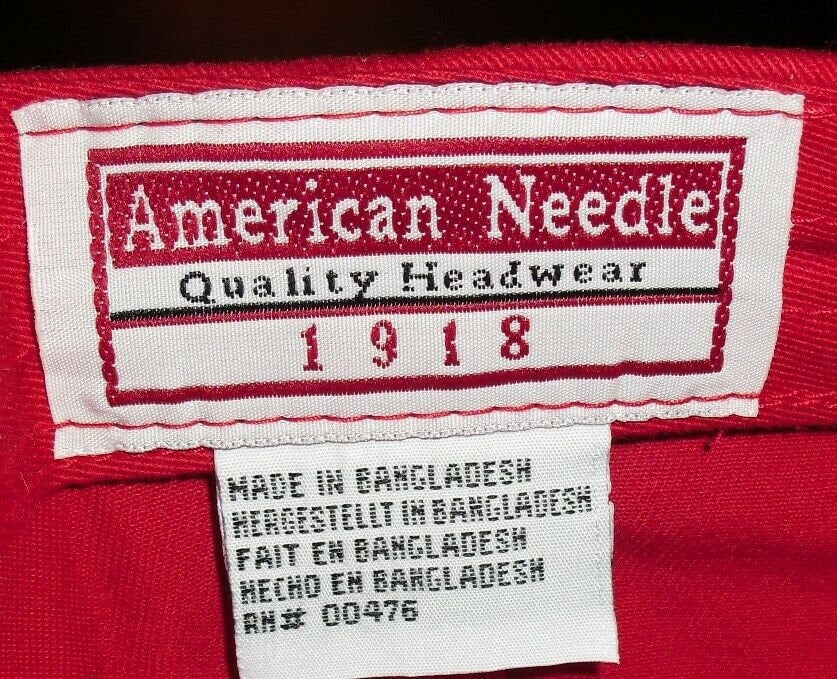 American Needle
Quality Headwear
1918
MADE IN BANGLADESH
HERGESTELLT IN BANGLADESH
FAIT EN BANGLADESH
HECHO EN BANGLADESH
RN# 00476